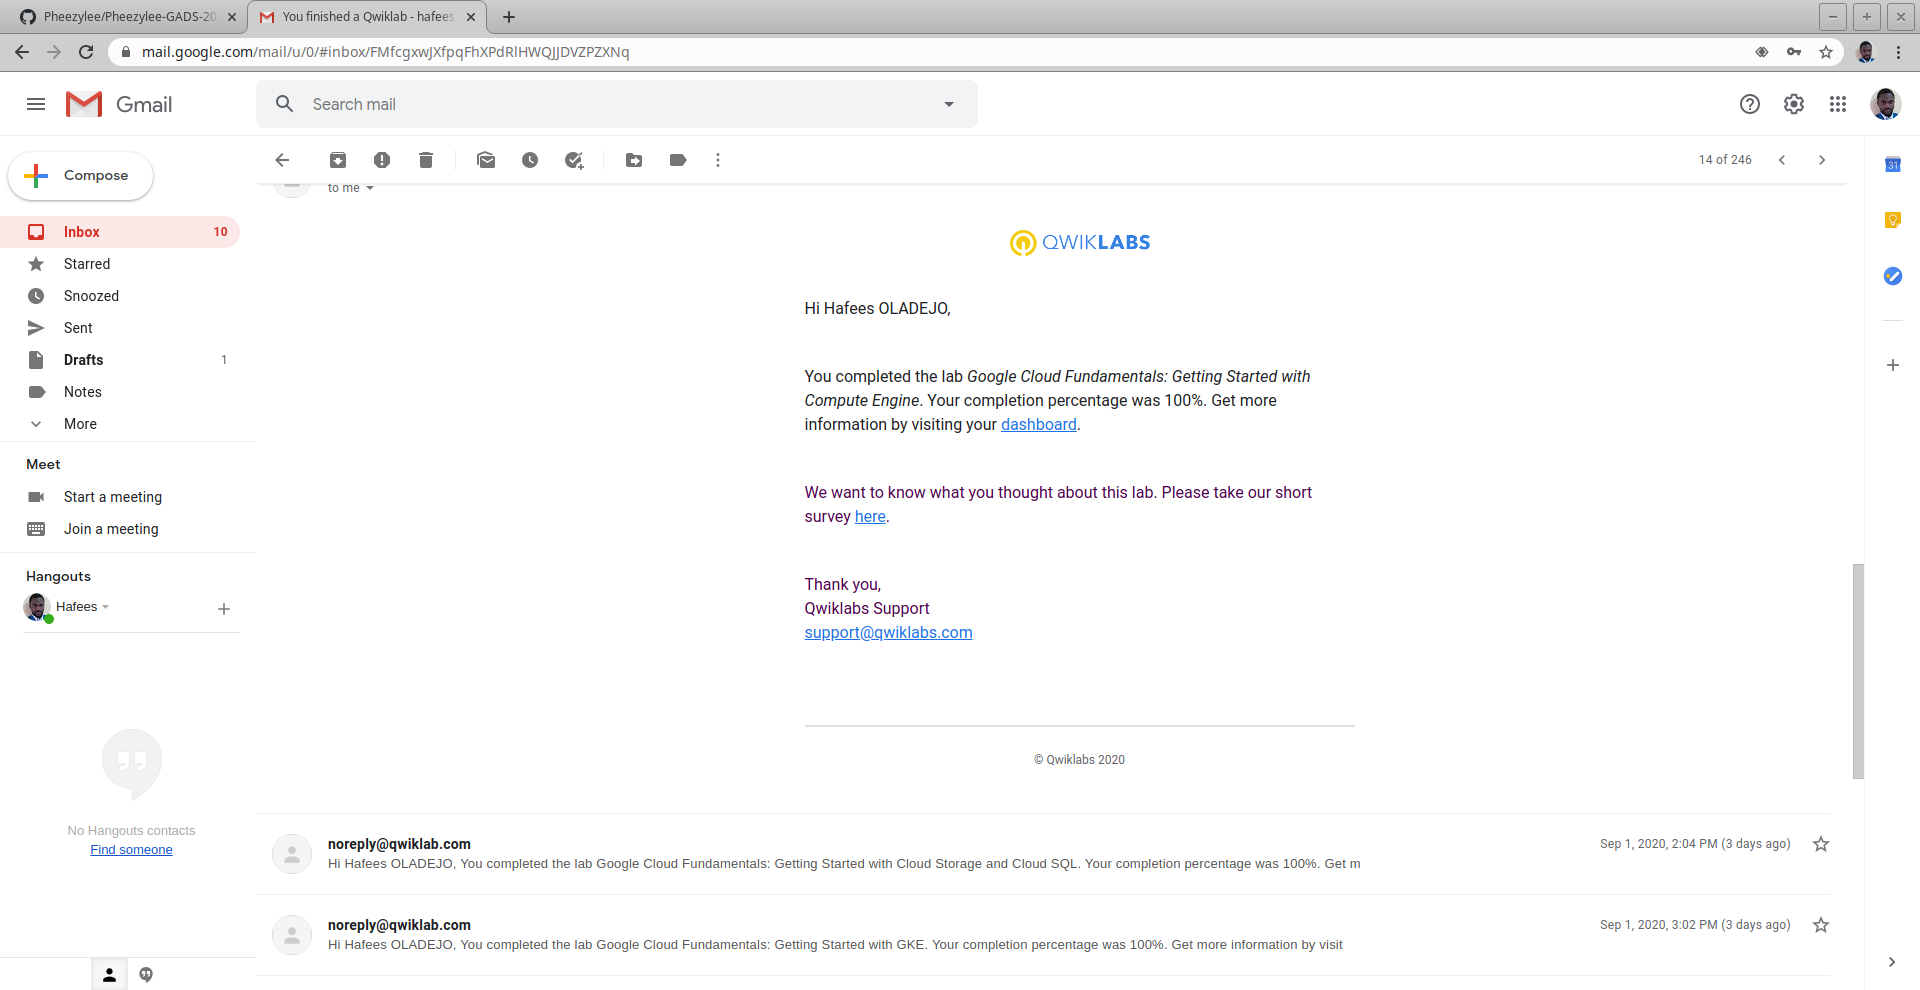 Pheezylee/Pheezylee-GADS-20
You finished a Qwiklab - hafees.
mail.google.com/mail/u/0/#inbox/FMfcgxwJXfpqFhXPdRlHWQJJDVZPZXNq
Gmail
Search mail
Compose
14 of 246
31
to me
Inbox 10
Starred
Snoozed
Sent
Drafts 1
Notes
More
Meet
Start a meeting
Join a meeting
Hangouts
Hafees
No Hangouts contacts
Find someone
QWIKLABS
Hi Hafees OLADEJO,
You completed the lab Google Cloud Fundamentals: Getting Started with
Compute Engine. Your completion percentage was 100%. Get more
information by visiting your dashboard.
We want to know what you thought about this lab. Please take our short
survey here.
Thank you,
Qwiklabs Support
support@qwiklabs.com
© Qwiklabs 2020
noreply@qwiklab.com Sep 1, 2020, 2:04 PM (3 days ago)
Hi Hafees OLADEJO, You completed the lab Google Cloud Fundamentals: Getting Started with Cloud Storage and Cloud SQL. Your completion percentage was 100%. Get m
noreply@qwiklab.com Sep 1, 2020, 3:02 PM (3 days ago)
Hi Hafees OLADEJO, You completed the lab Google Cloud Fundamentals: Getting Started with GKE. Your completion percentage was 100%. Get more information by visit